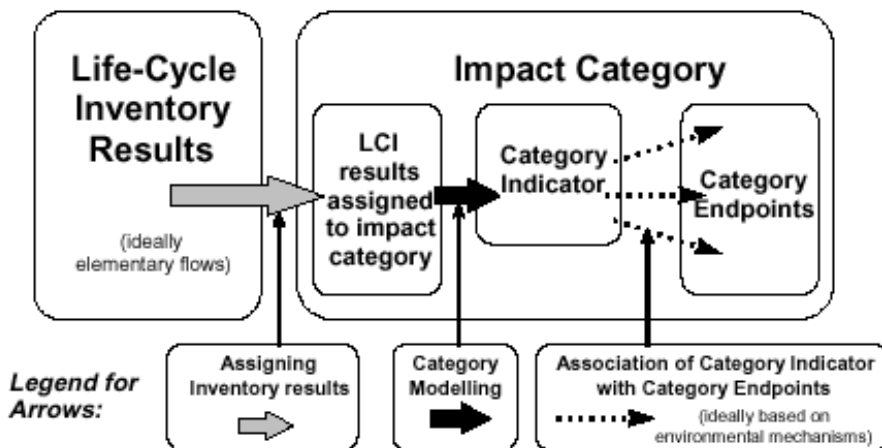 Life-Cycle
Inventory
Results
(ideally
elementary flows)
Impact Category
LCI
results
assigned
to impact
category
Category
Indicator
Category
Endpoints
Legend for
Arrows:
Assigning
Inventory results
Category
Modelling
Association of Category Indicator
with Category Endpoints
(ideally based on
environmental mechanisms)